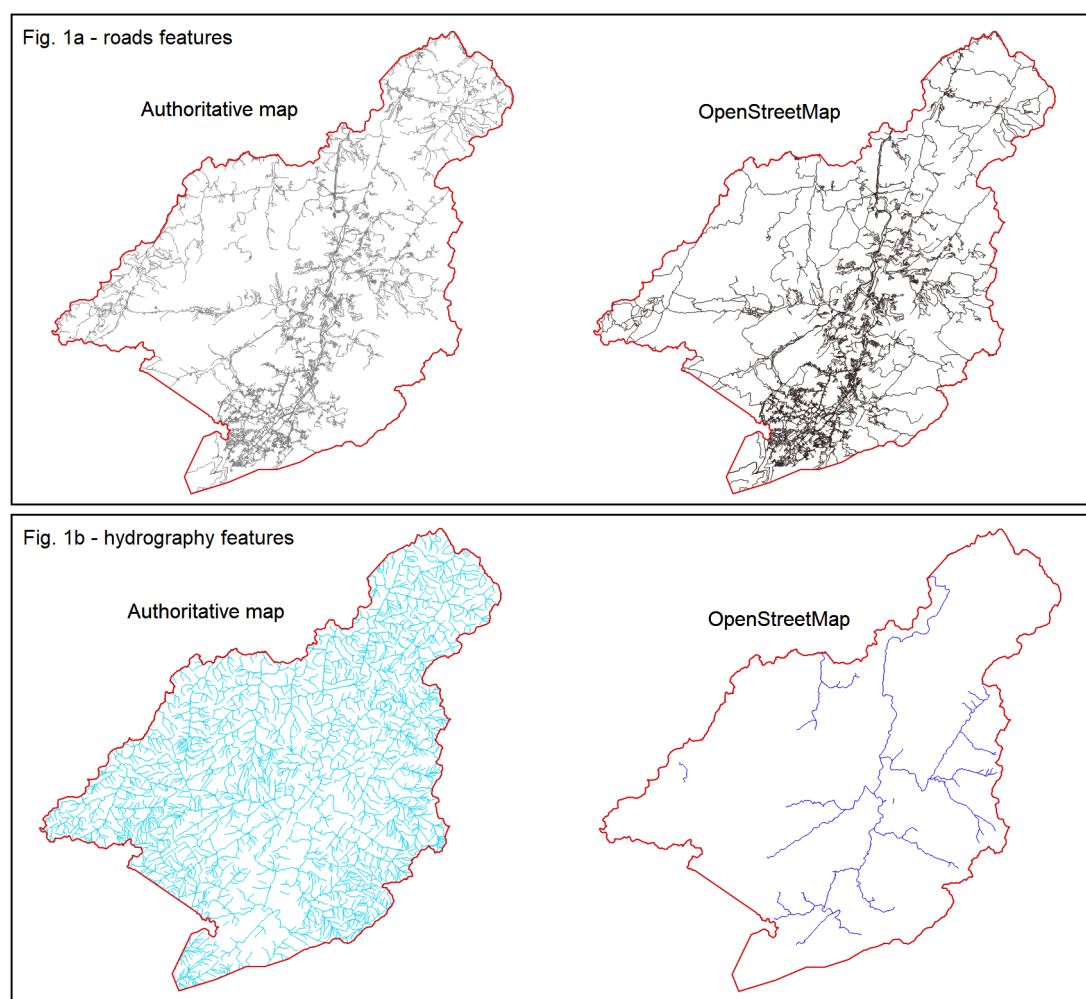 Fig. 1a - roads features
Authoritative map
OpenStreetMap
Fig. 1b - hydrography features
Authoritative map
OpenStreetMap